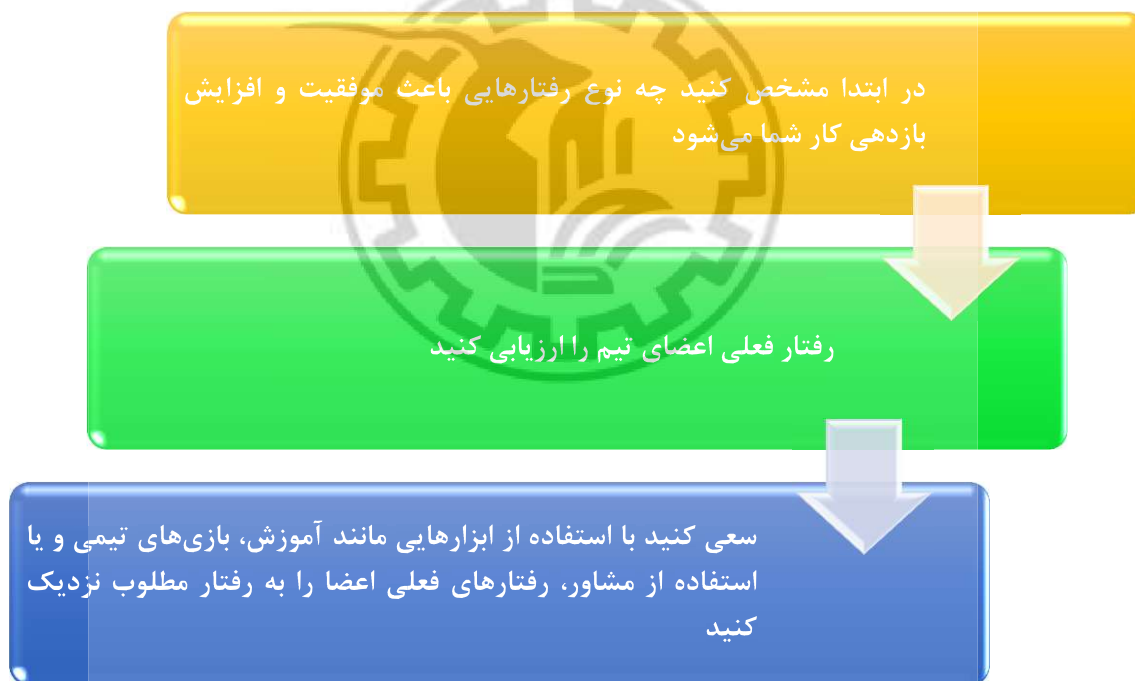 در ابتدا مشخص کنید چه نوع رفتارهایی باعث موفقیت و افزایش
بازدهی کار شما می‌شود
رفتار فعلی اعضای تیم را ارزیابی کنید
سعی کنید با استفاده از ابزارهایی مانند آموزش، بازی‌های تیمی و یا
استفاده از مشاور، رفتارهای فعلی اعضا را به رفتار مطلوب نزدیک
کنید